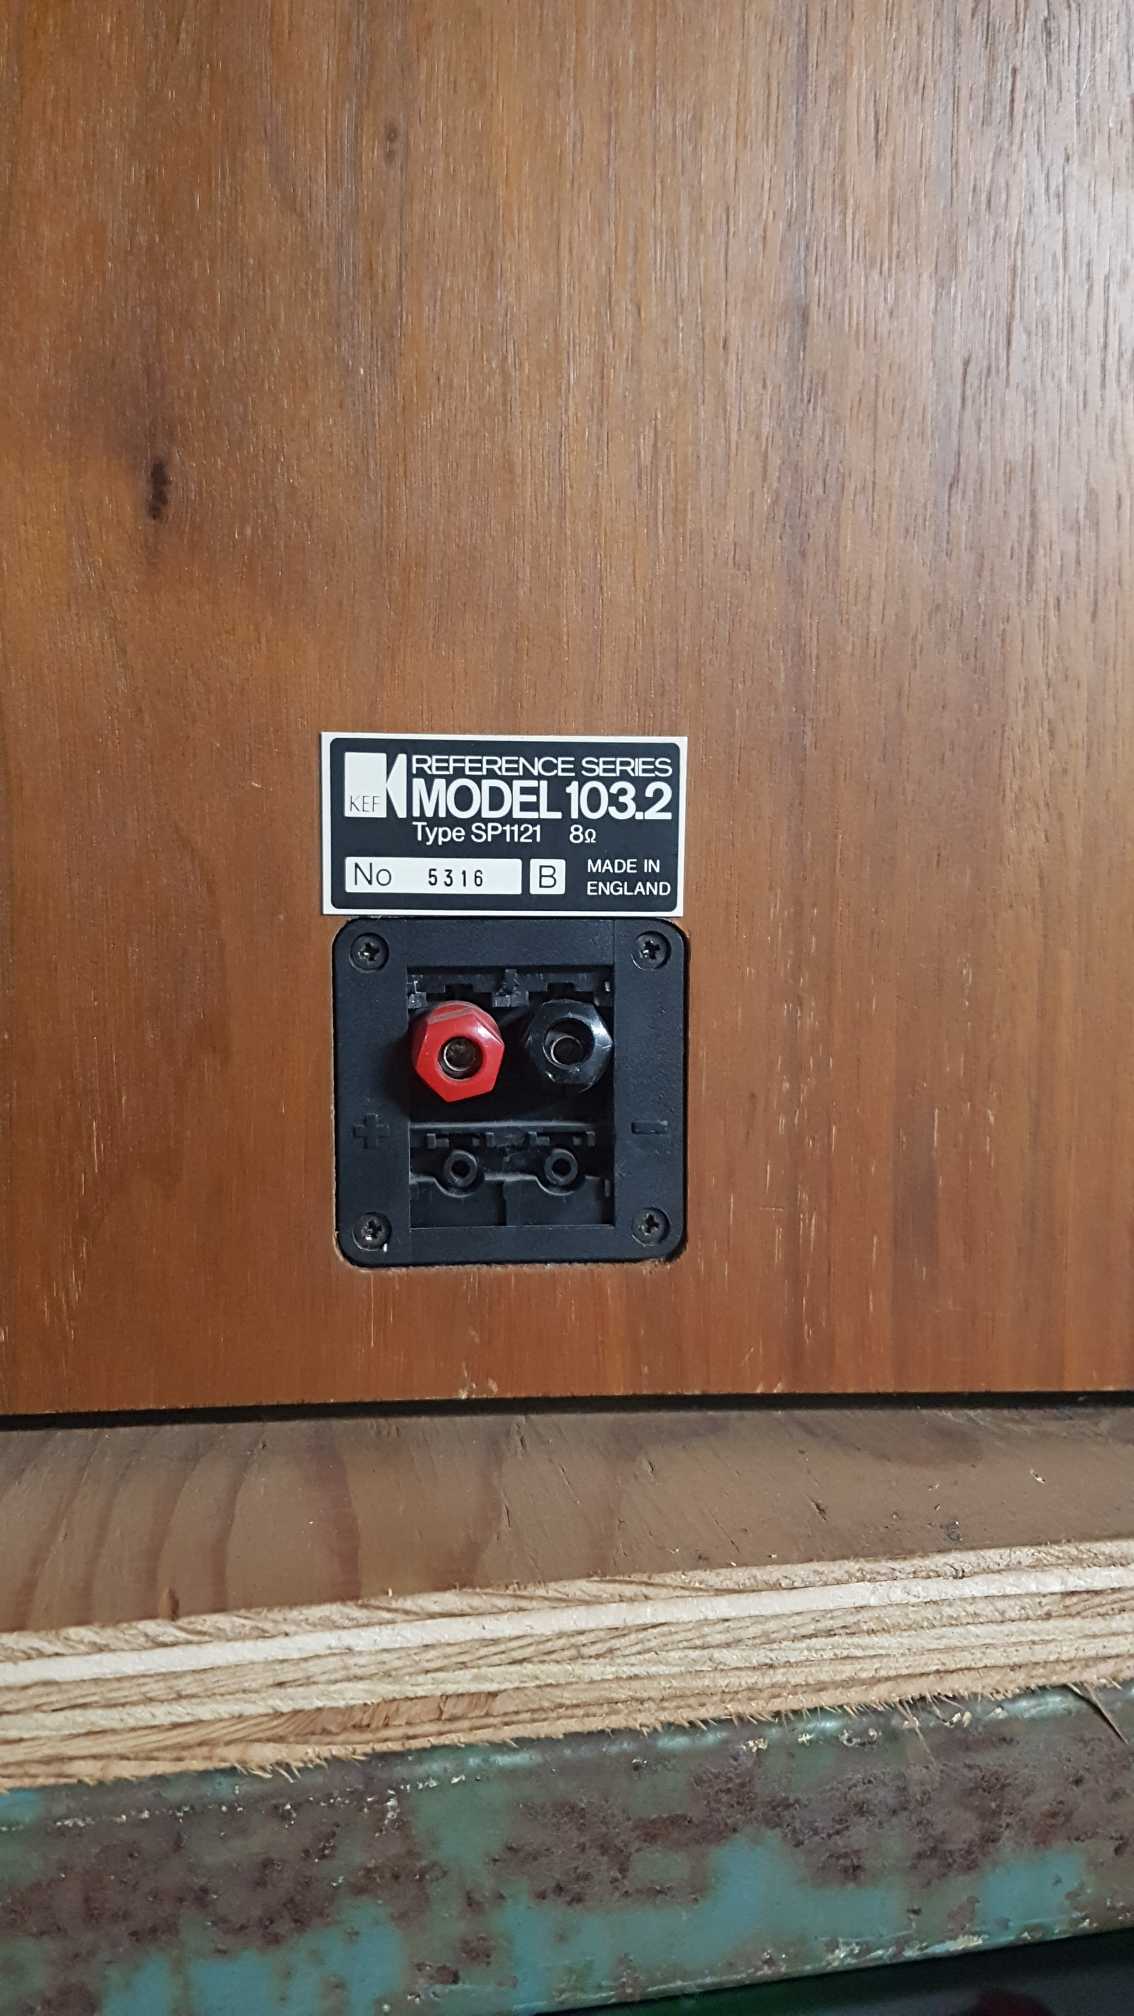 KEF
REFERENCE SERIES
MODEL 103.2
Type SP1121 8Ω
No 5316 B
MADE IN
ENGLAND
+ −